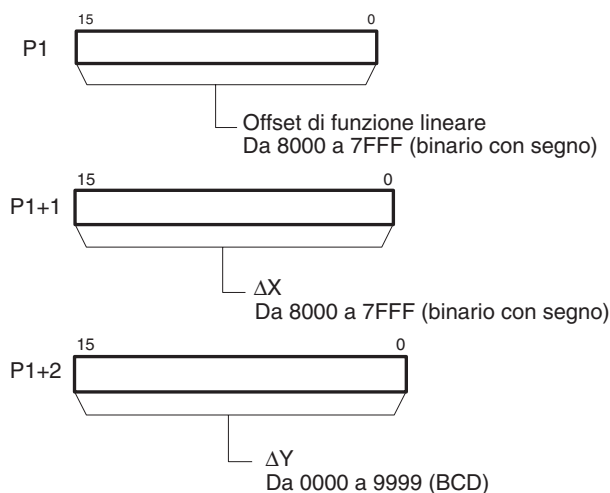 15 0
P1
Offset di funzione lineare
Da 8000 a 7FFF (binario con segno)
15 0
P1+1
ΔX
Da 8000 a 7FFF (binario con segno)
15 0
P1+2
ΔY
Da 0000 a 9999 (BCD)